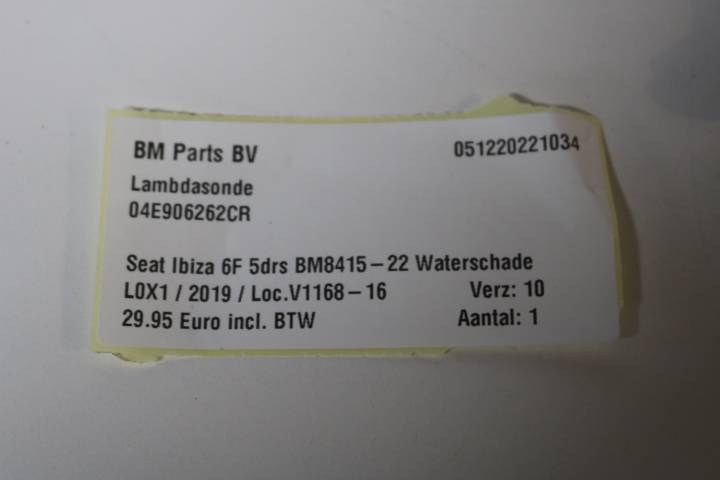 BM Parts BV 051220221034
Lambdasonde
04E906262CR
Seat Ibiza 6F 5drs BM8415-22 Waterschade
L0X1 / 2019 / Loc.V1168-16 Verz: 10
29.95 Euro incl. BTW Aantal: 1